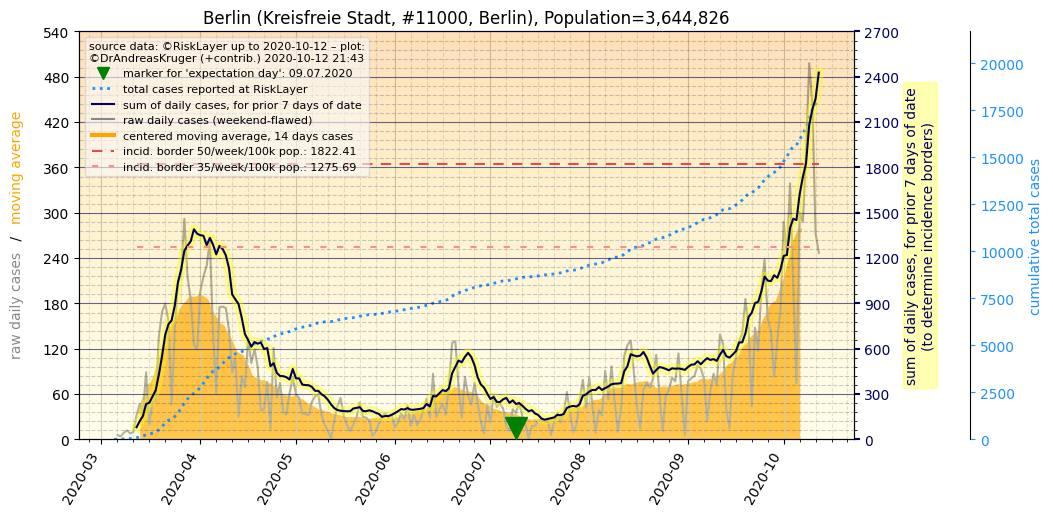 Berlin (Kreisfreie Stadt, #11000, Berlin), Population=3,644,826
source data: ©RiskLayer up to 2020-10-12 – plot:
©DrAndreasKruger (+contrib.) 2020-10-12 21:43
marker for 'expectation day': 09.07.2020
total cases reported at RiskLayer
sum of daily cases, for prior 7 days of date
raw daily cases (weekend-flawed)
centered moving average, 14 days cases
incid. border 50/week/100k pop.: 1822.41
incid. border 35/week/100k pop.: 1275.69
raw daily cases / moving average
540
480
420
360
300
240
180
120
60
0
2700
2400
2100
1800
1500
1200
900
600
300
0
sum of daily cases, for prior 7 days of date
(to determine incidence borders)
20000
17500
15000
12500
10000
7500
5000
2500
0
cumulative total cases
2020-03
2020-04
2020-05
2020-06
2020-07
2020-08
2020-09
2020-10